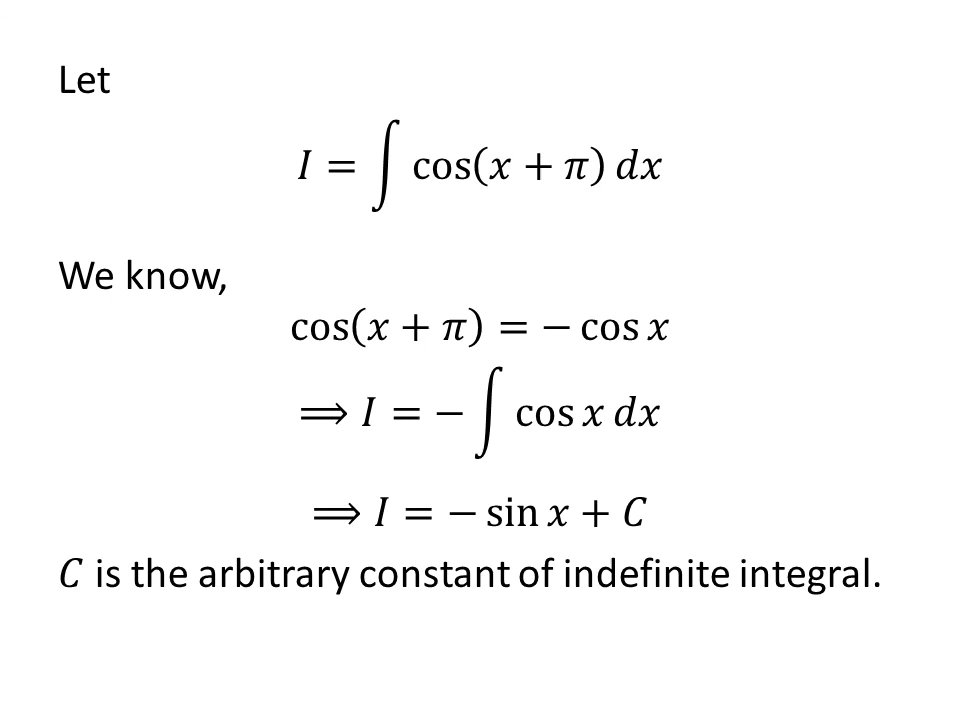 Let
𝐼 = ∫ cos(𝑥 + 𝜋) 𝑑𝑥
We know,
cos(𝑥 + 𝜋) = − cos 𝑥
⟹ 𝐼 = − ∫ cos 𝑥 𝑑𝑥
⟹ 𝐼 = − sin 𝑥 + 𝐶
𝐶 is the arbitrary constant of indefinite integral.